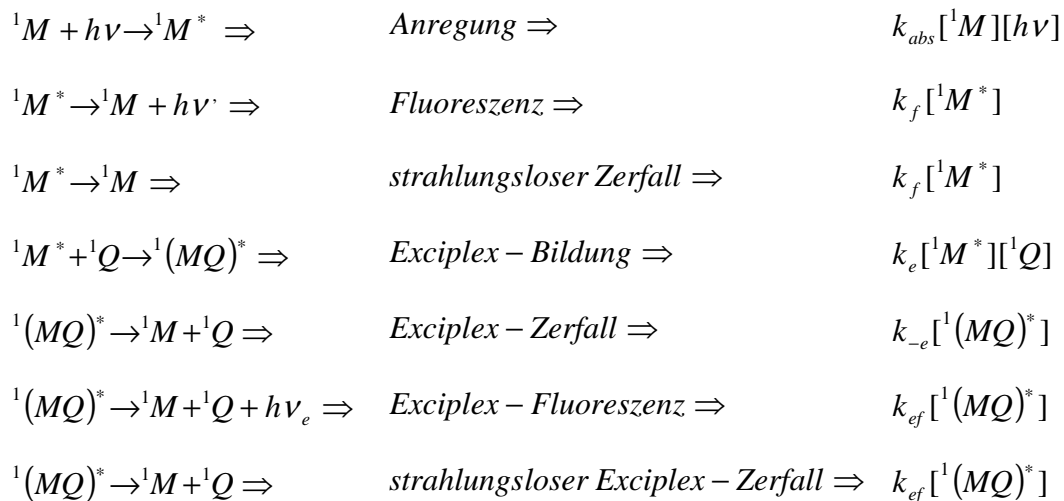 ¹M + hν → ¹M* ⇒ Anregung ⇒ k_abs[¹M][hν]
¹M* → ¹M + hν’ ⇒ Fluoreszenz ⇒ k_f[¹M*]
¹M* → ¹M ⇒ strahlungsloser Zerfall ⇒ k_f[¹M*]
¹M* + ¹Q → ¹(MQ)* ⇒ Exciplex – Bildung ⇒ k_e[¹M*][¹Q]
¹(MQ)* → ¹M + ¹Q ⇒ Exciplex – Zerfall ⇒ k_–e[¹(MQ)*]
¹(MQ)* → ¹M + ¹Q + hν_e ⇒ Exciplex – Fluoreszenz ⇒ k_ef[¹(MQ)*]
¹(MQ)* → ¹M + ¹Q ⇒ strahlungsloser Exciplex – Zerfall ⇒ k_ef[¹(MQ)*]